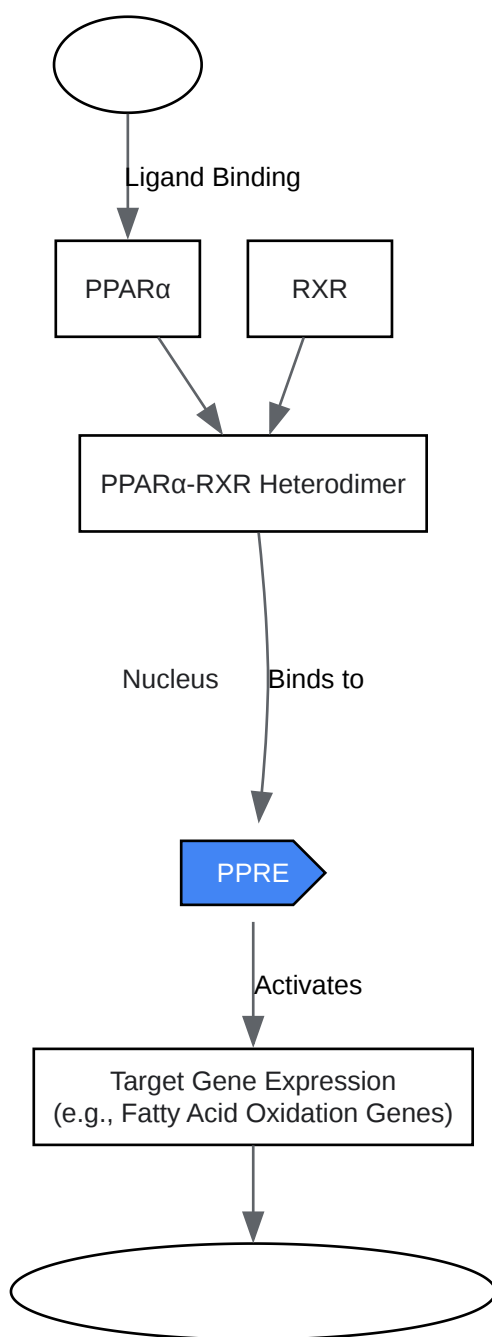 Ligand Binding
PPARα
RXR
PPARα-RXR Heterodimer
Nucleus
Binds to
PPRE
Activates
Target Gene Expression
(e.g., Fatty Acid Oxidation Genes)